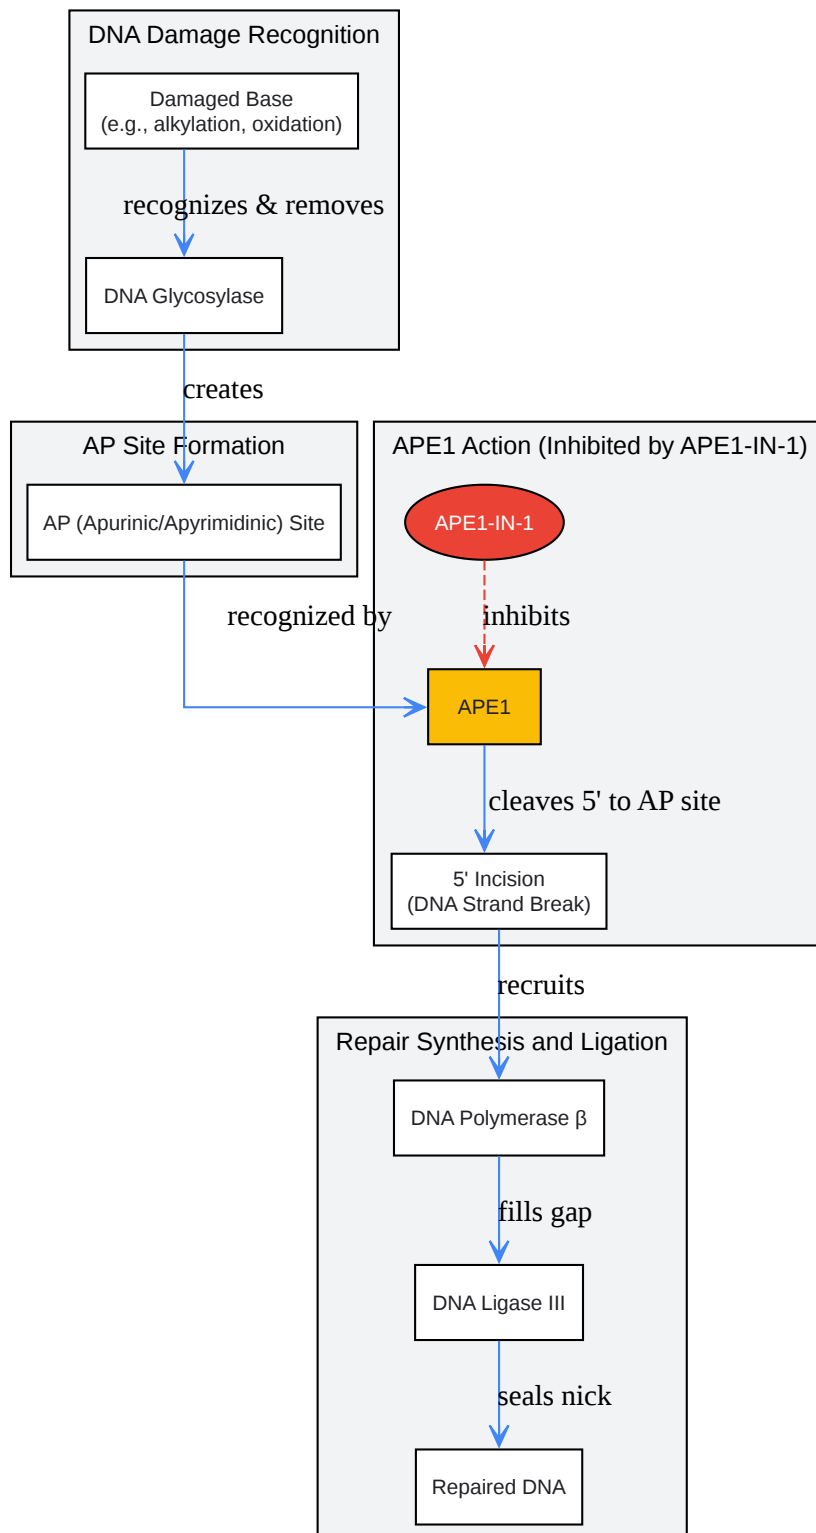 DNA Damage Recognition
Damaged Base
(e.g., alkylation, oxidation)
recognizes & removes
DNA Glycosylase
creates
AP Site Formation
AP (Apurinic/Apyrimidinic) Site
recognized by
APE1 Action (Inhibited by APE1-IN-1)
APE1-IN-1
inhibits
APE1
cleaves 5' to AP site
5' Incision
(DNA Strand Break)
recruits
Repair Synthesis and Ligation
DNA Polymerase β
fills gap
DNA Ligase III
seals nick
Repaired DNA